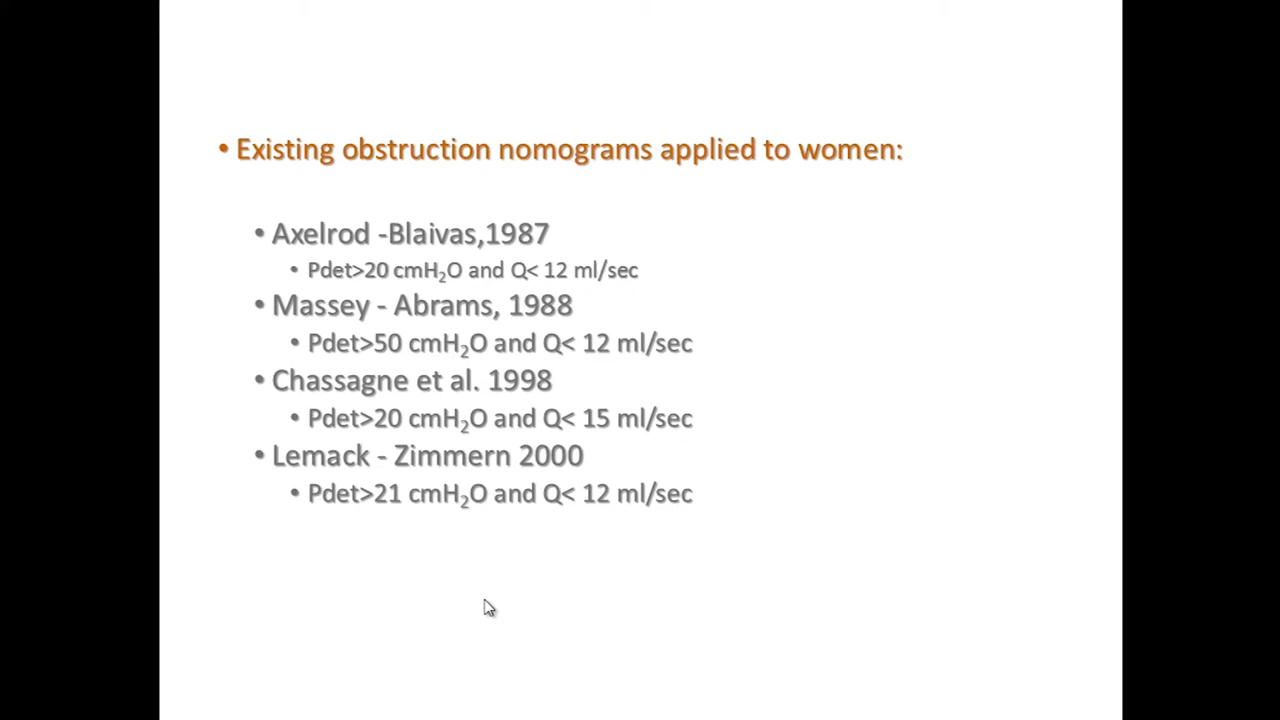 • Existing obstruction nomograms applied to women:
• Axelrod -Blaivas,1987
• Pdet>20 cmH₂O and Q< 12 ml/sec
• Massey - Abrams, 1988
• Pdet>50 cmH₂O and Q< 12 ml/sec
• Chassagne et al. 1998
• Pdet>20 cmH₂O and Q< 15 ml/sec
• Lemack - Zimmern 2000
• Pdet>21 cmH₂O and Q< 12 ml/sec